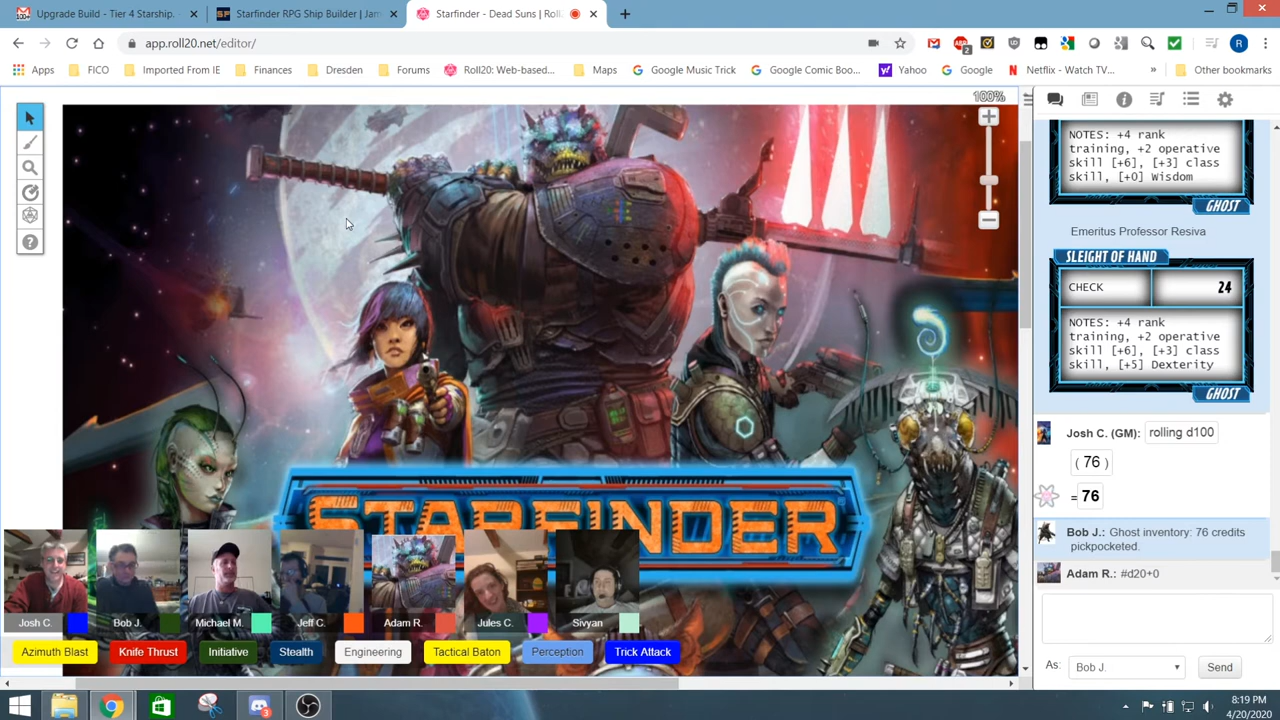 Upgrade Build - Tier 4 Starship.
Starfinder RPG Ship Builder | Jam
Starfinder - Dead Suns | Roll
app.roll20.net/editor/
Apps
FICO
Imported From IE
Finances
Dresden
Forums
Roll20: Web-based...
Maps
Google Music Trick
Google Comic Boo...
Yahoo
Google
Netflix - Watch TV...
»
Other bookmarks
100%
NOTES: +4 rank
training, +2 operative
skill [+6], [+3] class
skill, [+0] Wisdom
GHOST
Emeritus Professor Resiva
SLEIGHT OF HAND
CHECK
24
NOTES: +4 rank
training, +2 operative
skill [+6], [+3] class
skill, [+5] Dexterity
GHOST
Josh C. (GM): rolling d100
( 76 )
= 76
Bob J.: Ghost inventory: 76 credits
pickpocketed.
Adam R.: #d20+0
As:
Bob J.
Send
STARFINDER
Josh C.
Bob J.
Michael M.
Jeff C.
Adam R.
Jules C.
Sivyan
Azimuth Blast
Knife Thrust
Initiative
Stealth
Engineering
Tactical Baton
Perception
Trick Attack
8:19 PM
4/20/2020